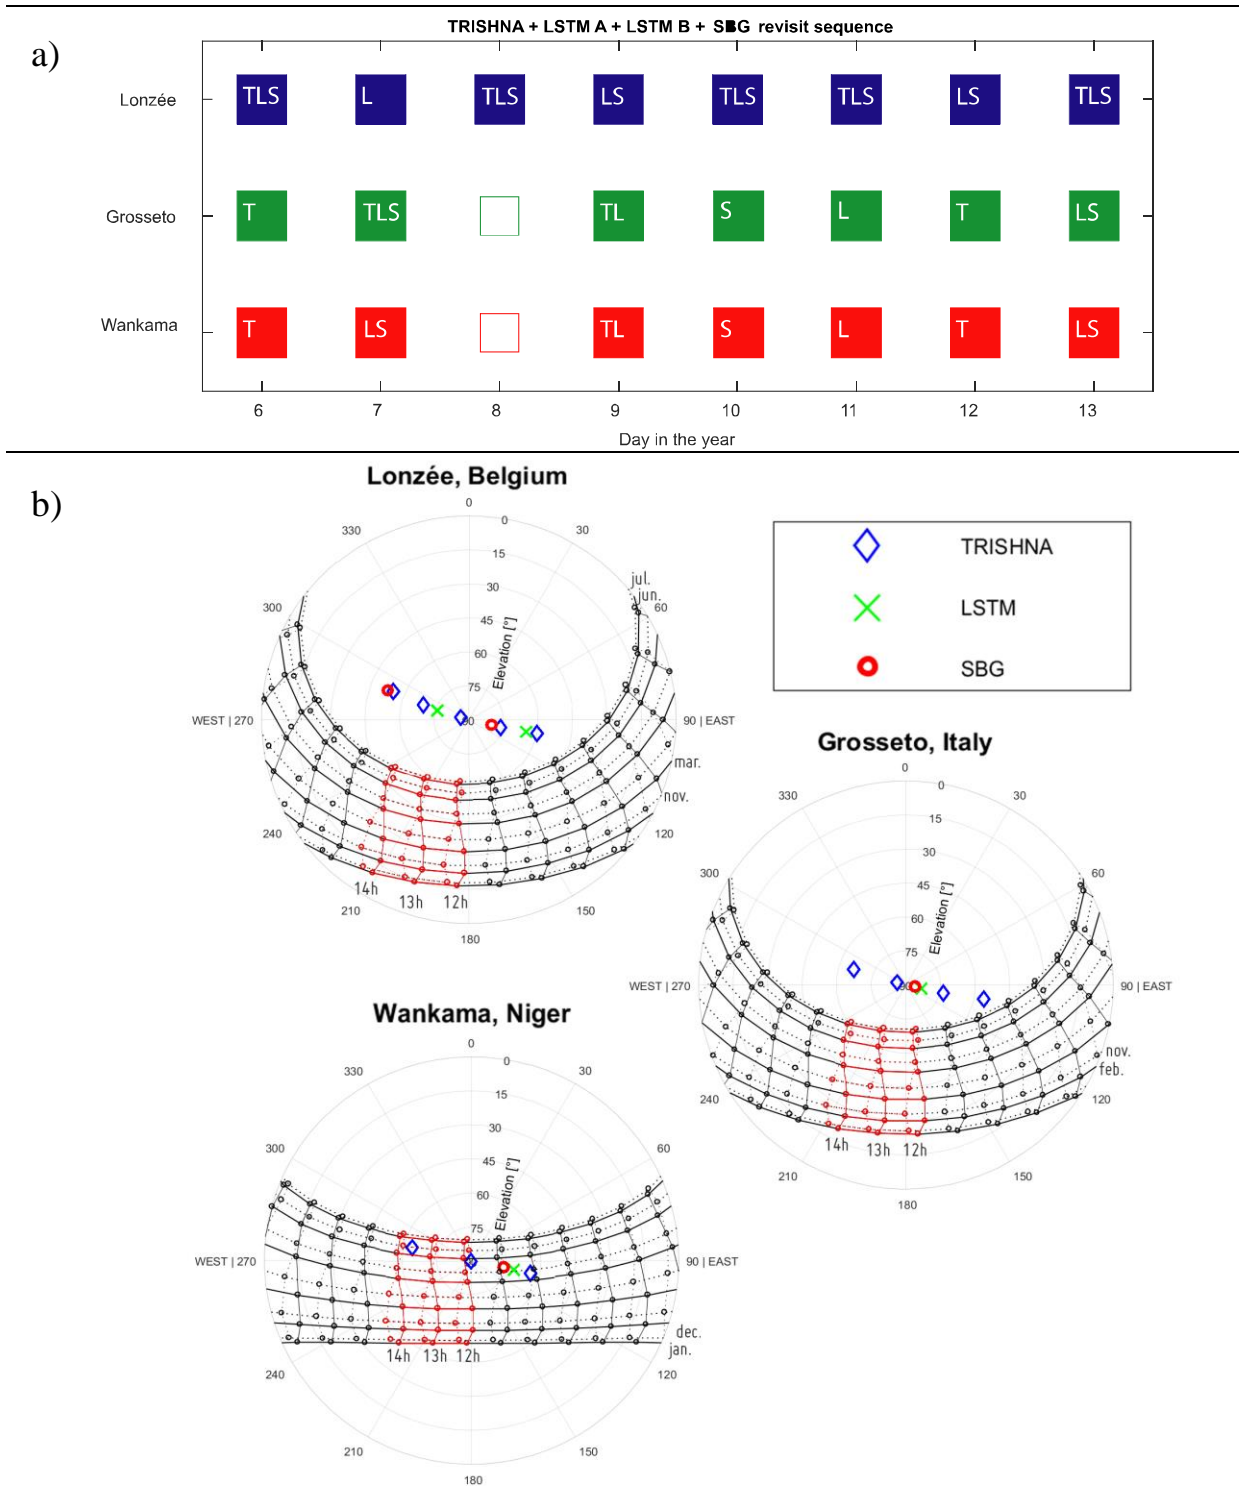 a)
TRISHNA + LSTM A + LSTM B + SBG revisit sequence
Lonzée
TLS L TLS LS TLS TLS LS TLS
Grosseto
T TLS TL S L T LS
Wankama
T LS TL S L T LS
6 7 8 9 10 11 12 13
Day in the year
b)
Lonzée, Belgium
0
330 0 30
15
30
300 60
45
60
75
90
Elevation [°]
jul.
jun.
WEST | 270
90 | EAST
mar.
nov.
240 120
14h 13h 12h
210 150
180
TRISHNA
LSTM
SBG
Grosseto, Italy
0
330 0 30
15
30
300 60
45
60
75
90
Elevation [°]
WEST | 270
90 | EAST
nov.
feb.
240 120
14h 13h 12h
210 150
180
Wankama, Niger
0
330 0 30
15
30
300 60
45
60
75
Elevation [°]
WEST | 270
90 | EAST
dec.
jan.
14h 13h 12h
240 120
210 150
180